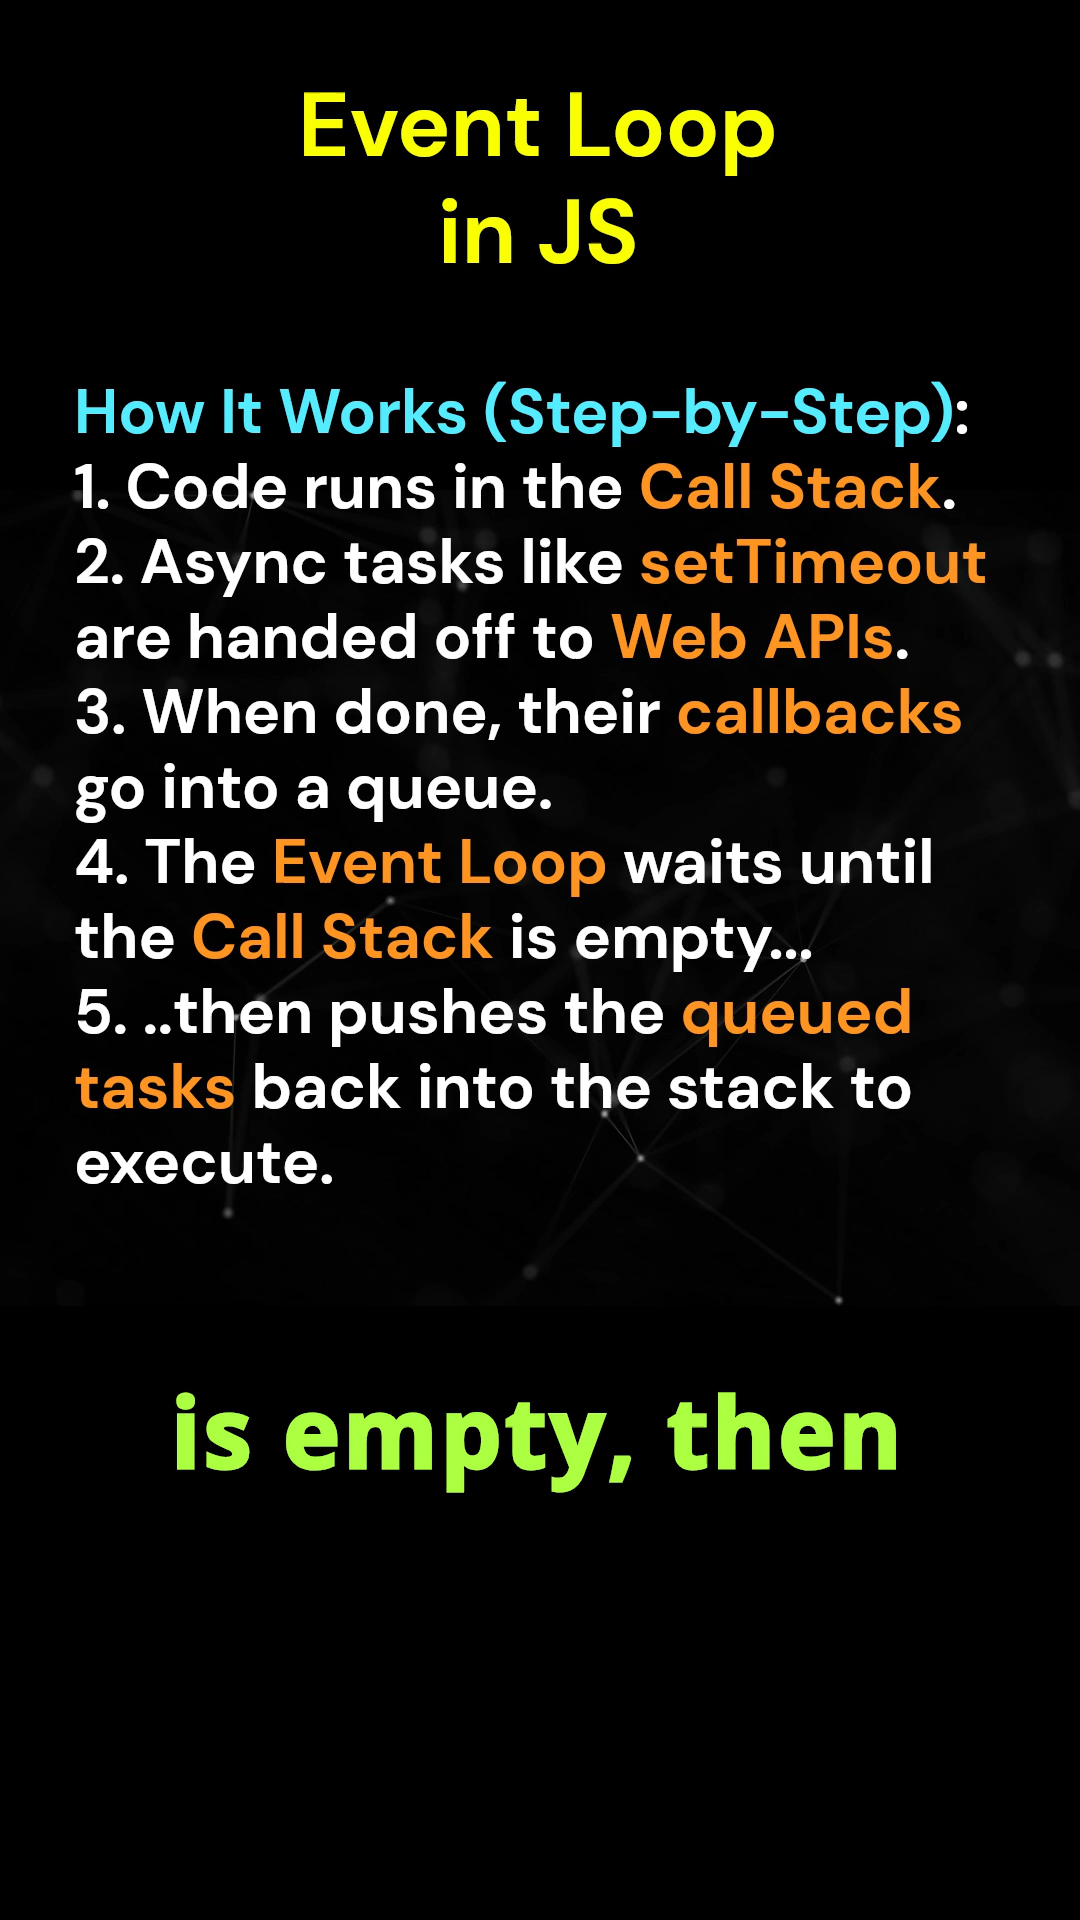 Event Loop
in JS
How It Works (Step-by-Step):
1. Code runs in the Call Stack.
2. Async tasks like setTimeout
are handed off to Web APIs.
3. When done, their callbacks
go into a queue.
4. The Event Loop waits until
the Call Stack is empty...
5. ..then pushes the queued
tasks back into the stack to
execute.
is empty, then